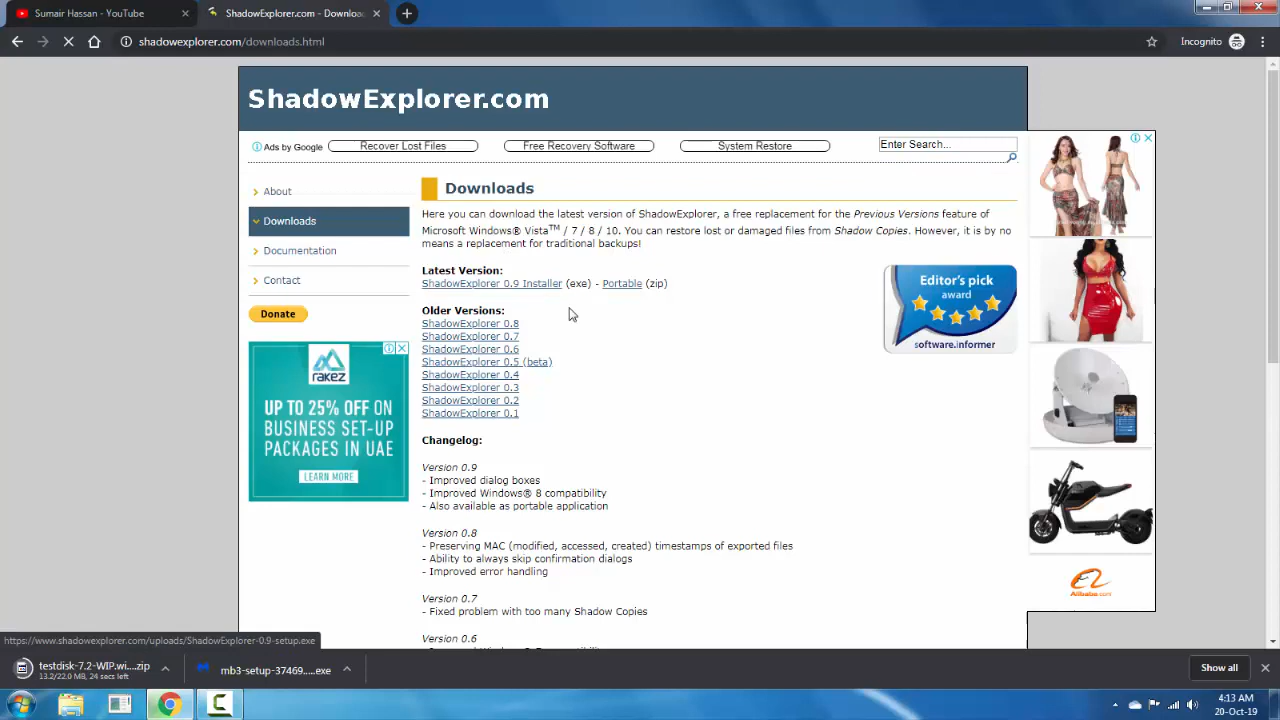 Sumair Hassan - YouTube
ShadowExplorer.com - Downloa
shadowexplorer.com/downloads.html
Incognito
ShadowExplorer.com
Ads by Google
Recover Lost Files
Free Recovery Software
System Restore
Enter Search...
About
Downloads
Documentation
Contact
Donate
rakez
UP TO 25% OFF ON
BUSINESS SET-UP
PACKAGES IN UAE
LEARN MORE
Downloads
Here you can download the latest version of ShadowExplorer, a free replacement for the Previous Versions feature of
Microsoft Windows® Vista™ / 7 / 8 / 10. You can restore lost or damaged files from Shadow Copies. However, it is by no
means a replacement for traditional backups!
Latest Version:
ShadowExplorer 0.9 Installer (exe) - Portable (zip)
Older Versions:
ShadowExplorer 0.8
ShadowExplorer 0.7
ShadowExplorer 0.6
ShadowExplorer 0.5 (beta)
ShadowExplorer 0.4
ShadowExplorer 0.3
ShadowExplorer 0.2
ShadowExplorer 0.1
Editor's pick
award
software.informer
Changelog:
Version 0.9
- Improved dialog boxes
- Improved Windows® 8 compatibility
- Also available as portable application
Version 0.8
- Preserving MAC (modified, accessed, created) timestamps of exported files
- Ability to always skip confirmation dialogs
- Improved error handling
Version 0.7
- Fixed problem with too many Shadow Copies
Version 0.6
Alibaba.com
https://www.shadowexplorer.com/uploads/ShadowExplorer-0.9-setup.exe
testdisk-7.2-WIP.wi....zip
13.2/22.0 MB, 24 secs left
mb3-setup-37469....exe
Show all
4:13 AM
20-Oct-19